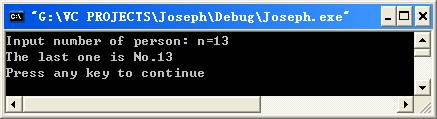 "G:\VC PROJECTS\Joseph\Debug\Joseph.exe"
Input number of person: n=13
The last one is No.13
Press any key to continue